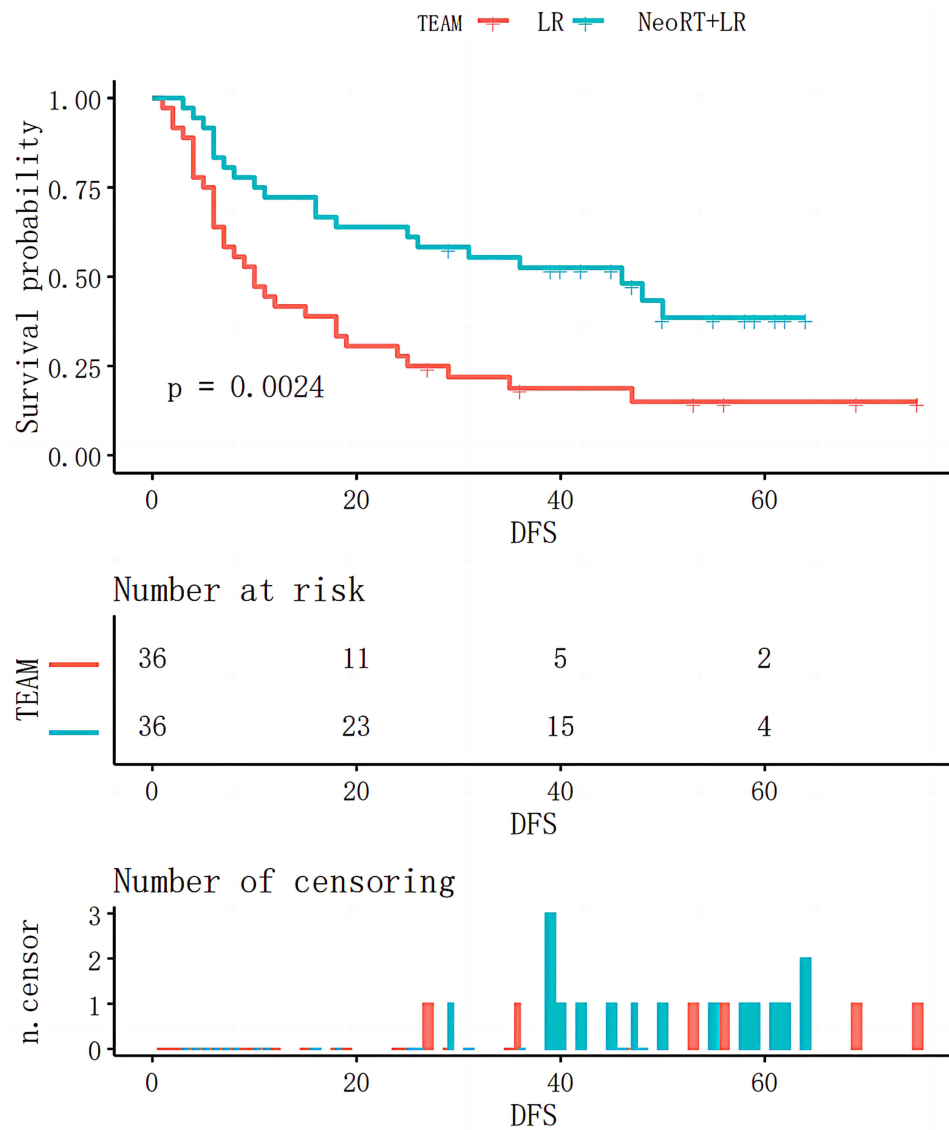 TEAM LR NeoRT+LR
Survival probability
1.00
0.75
0.50
0.25
0.00
p = 0.0024
0 20 40 60
DFS
Number at risk
TEAM
36 11 5 2
36 23 15 4
0 20 40 60
DFS
Number of censoring
n.censor
3
2
1
0
0 20 40 60
DFS